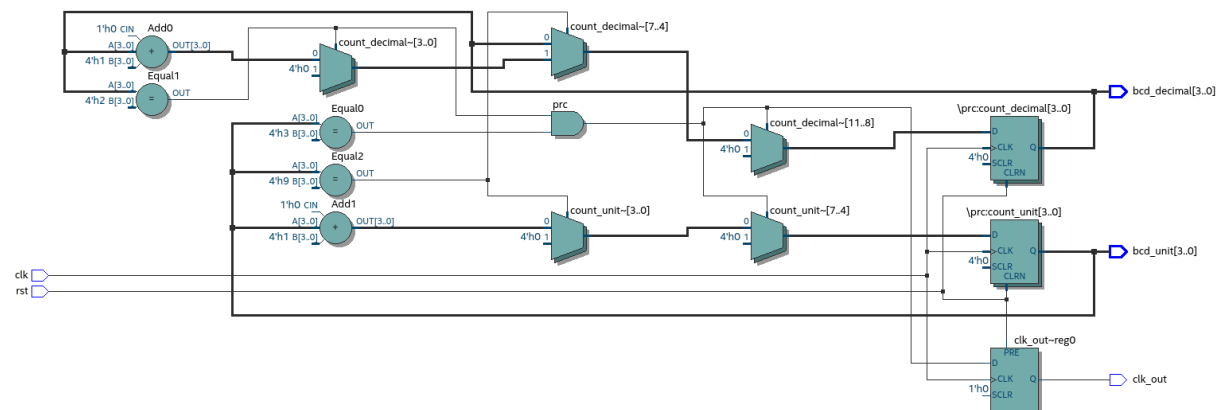 1'h0 CIN
Add0
A[3..0]
4'h1 B[3..0]
+
OUT[3..0]
Equal1
A[3..0]
4'h2 B[3..0]
=
OUT
count_decimal~[3..0]
0
4'h0 1
count_decimal~[7..4]
0
1
Equal0
A[3..0]
4'h3 B[3..0]
=
OUT
prc
Equal2
A[3..0]
4'h9 B[3..0]
=
OUT
1'h0 CIN
Add1
A[3..0]
4'h1 B[3..0]
+
OUT[3..0]
count_decimal~[11..8]
0
4'h0 1
count_unit~[3..0]
0
4'h0 1
count_unit~[7..4]
0
4'h0 1
\prc:count_decimal[3..0]
D
CLK
Q
4'h0
SCLR
CLRN
bcd_decimal[3..0]
\prc:count_unit[3..0]
D
CLK
Q
4'h0
SCLR
CLRN
bcd_unit[3..0]
clk
rst
clk_out~reg0
PRE
D
CLK
Q
1'h0
SCLR
clk_out